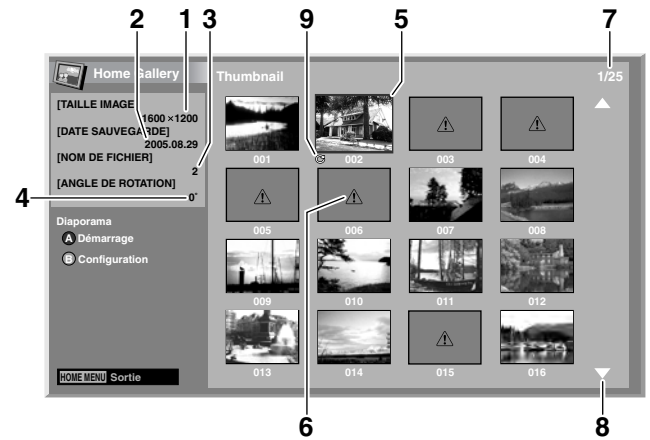 2 1 3 9 5 7
Home Gallery
Thumbnail
1/25
[TAILLE IMAGE]
1600 ×1200
[DATE SAUVEGARDE]
2005.08.29
[NOM DE FICHIER]
2
[ANGLE DE ROTATION]
0°
4
Diaporama
A Démarrage
B Configuration
001 002 003 004
005 006 007 008
009 010 011 012
013 014 015 016
HOME MENU Sortie
6 8